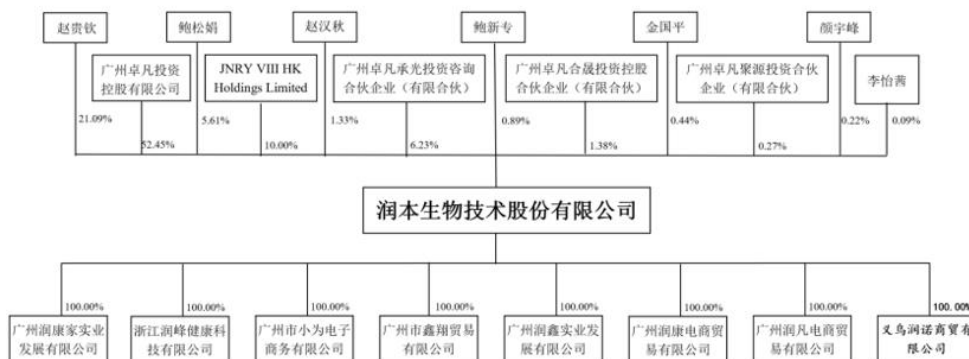 赵贵钦
鲍松娟
赵汉秋
鲍新专
金国平
颜宇峰
广州卓凡投资
控股有限公司
JNRY VIII HK
Holdings Limited
广州卓凡承光投资咨询
合伙企业（有限合伙）
广州卓凡合晟投资控股
合伙企业（有限合伙）
广州卓凡聚源投资合伙
企业（有限合伙）
李怡茜
21.09%
5.61%
1.33%
0.89%
0.44%
0.22%
0.09%
52.45%
10.00%
6.23%
1.38%
0.27%
润本生物技术股份有限公司
100.00%
100.00%
100.00%
100.00%
100.00%
100.00%
100.00%
100.00%
广州润康家实业
发展有限公司
浙江润峰健康科
技有限公司
广州市小为电子
商务有限公司
广州市鑫翔贸易
有限公司
广州润鑫实业发
展有限公司
广州润康电商贸
易有限公司
广州润凡电商贸
易有限公司
义乌润诺商贸有
限公司